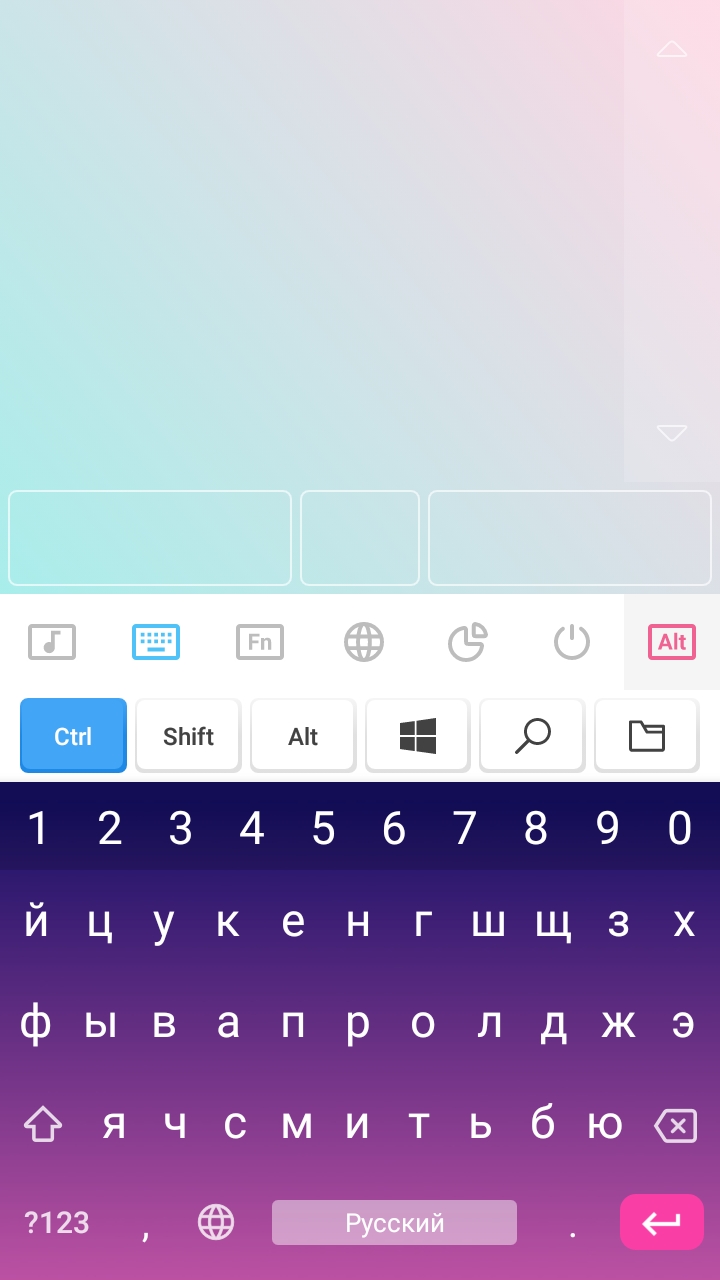 Fn Alt
Ctrl Shift Alt
1 2 3 4 5 6 7 8 9 0
й ц у к е н г ш щ з х
ф ы в а п р о л д ж э
я ч с м и т ь б ю
?123 , Русский .